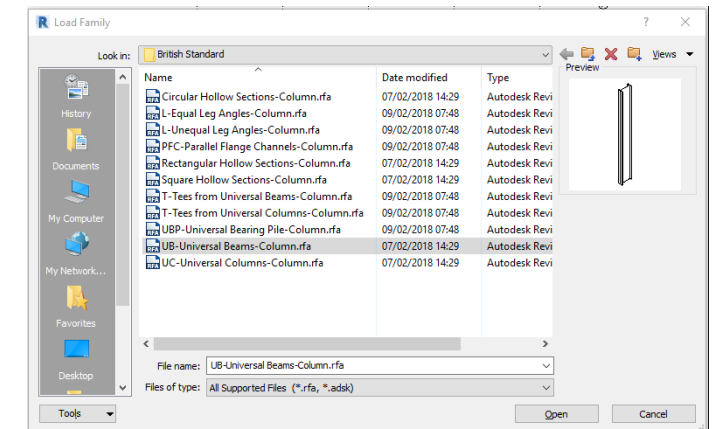 Load Family
Look in: British Standard Views
Name Date modified Type Preview
Circular Hollow Sections-Column.rfa 07/02/2018 14:29 Autodesk Revi
L-Equal Leg Angles-Column.rfa 09/02/2018 07:48 Autodesk Revi
L-Unequal Leg Angles-Column.rfa 09/02/2018 07:48 Autodesk Revi
PFC-Parallel Flange Channels-Column.rfa 09/02/2018 07:48 Autodesk Revi
Rectangular Hollow Sections-Column.rfa 07/02/2018 14:29 Autodesk Revi
Square Hollow Sections-Column.rfa 07/02/2018 14:29 Autodesk Revi
T-Tees from Universal Beams-Column.rfa 09/02/2018 07:48 Autodesk Revi
T-Tees from Universal Columns-Column.rfa 09/02/2018 07:48 Autodesk Revi
UBP-Universal Bearing Pile-Column.rfa 09/02/2018 07:48 Autodesk Revi
UB-Universal Beams-Column.rfa 07/02/2018 14:29 Autodesk Revi
UC-Universal Columns-Column.rfa 07/02/2018 14:29 Autodesk Revi
History
Documents
My Computer
My Network...
Favorites
Desktop
File name: UB-Universal Beams-Column.rfa
Files of type: All Supported Files (*.rfa, *.adsk)
Tools Open Cancel